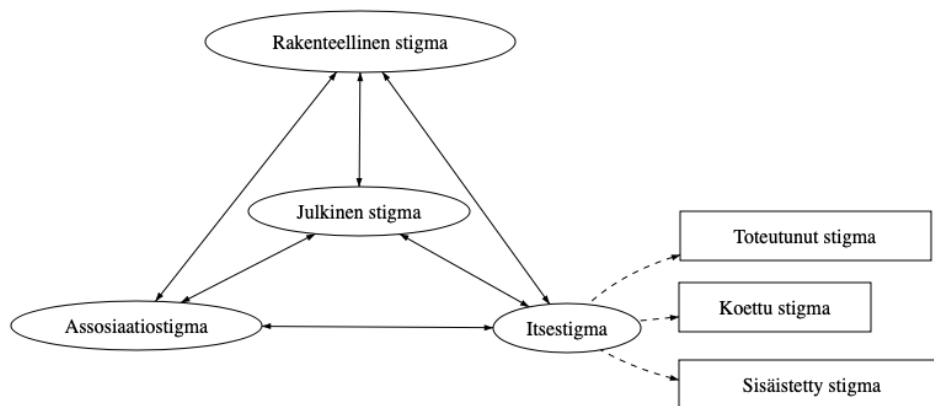 Rakenteellinen stigma
Julkinen stigma
Toteutunut stigma
Koettu stigma
Assosiaatiostigma
Itsestigma
Sisäistetty stigma